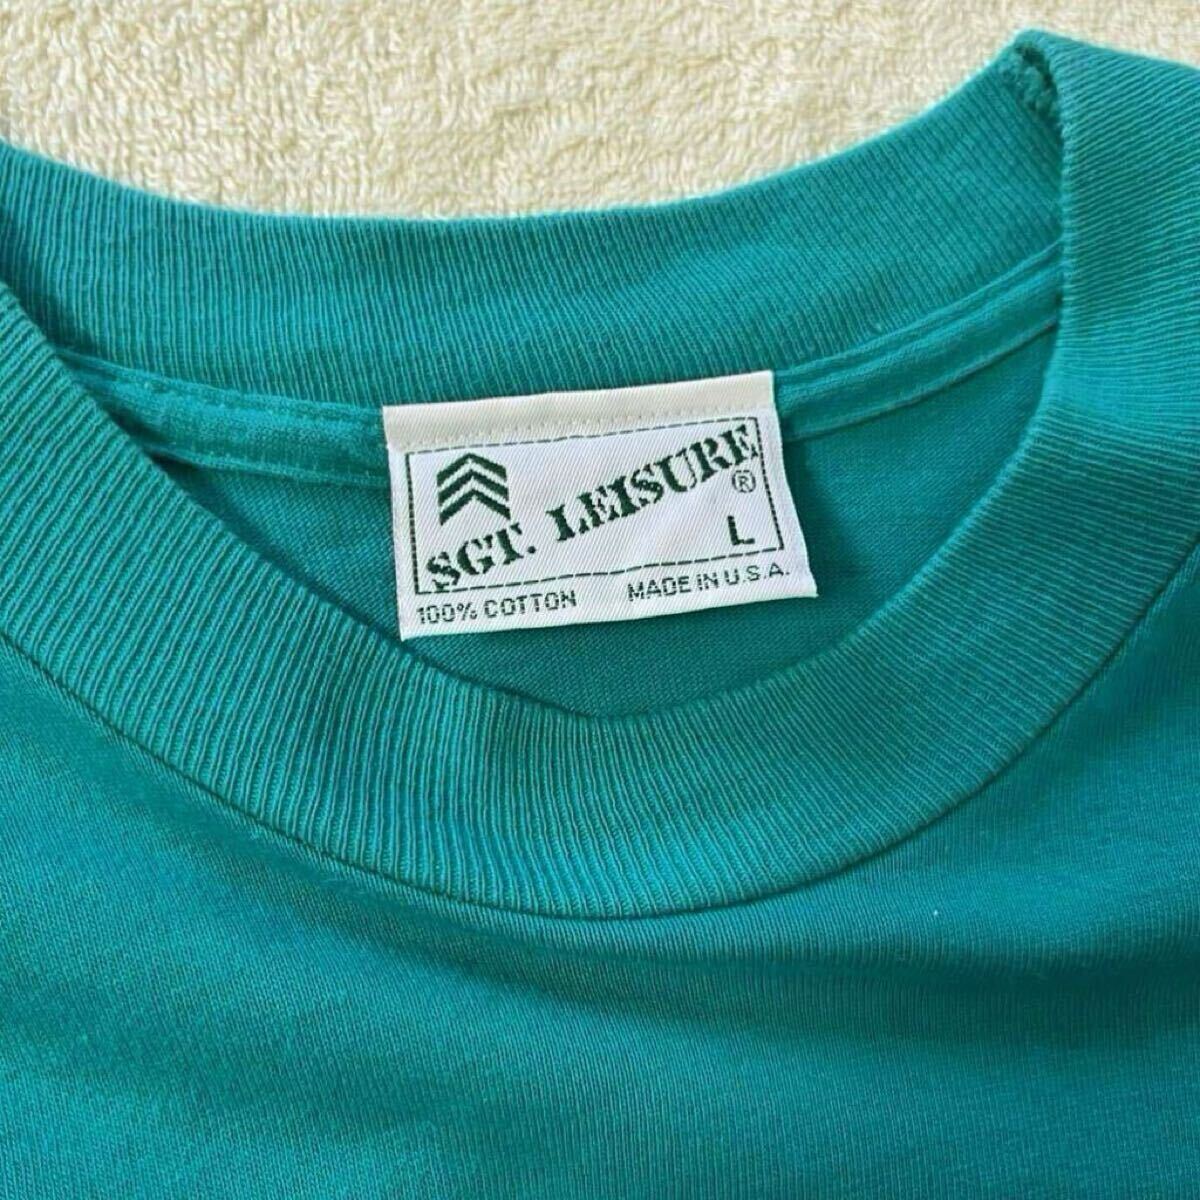 SGT. LEISURE ®
L
100% COTTON MADE IN U.S.A.